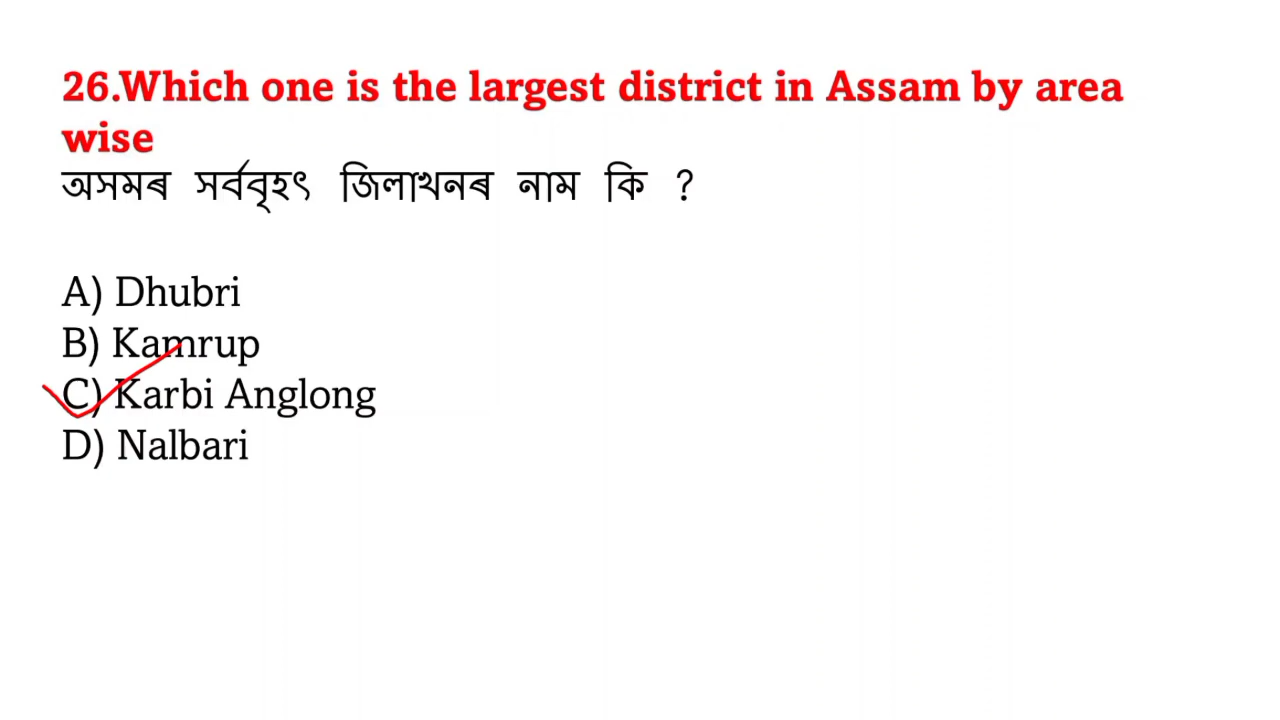 26.Which one is the largest district in Assam by area
wise
অসমৰ সৰ্ববৃহৎ জিলাখনৰ নাম কি ?
A) Dhubri
B) Kamrup
C) Karbi Anglong
D) Nalbari